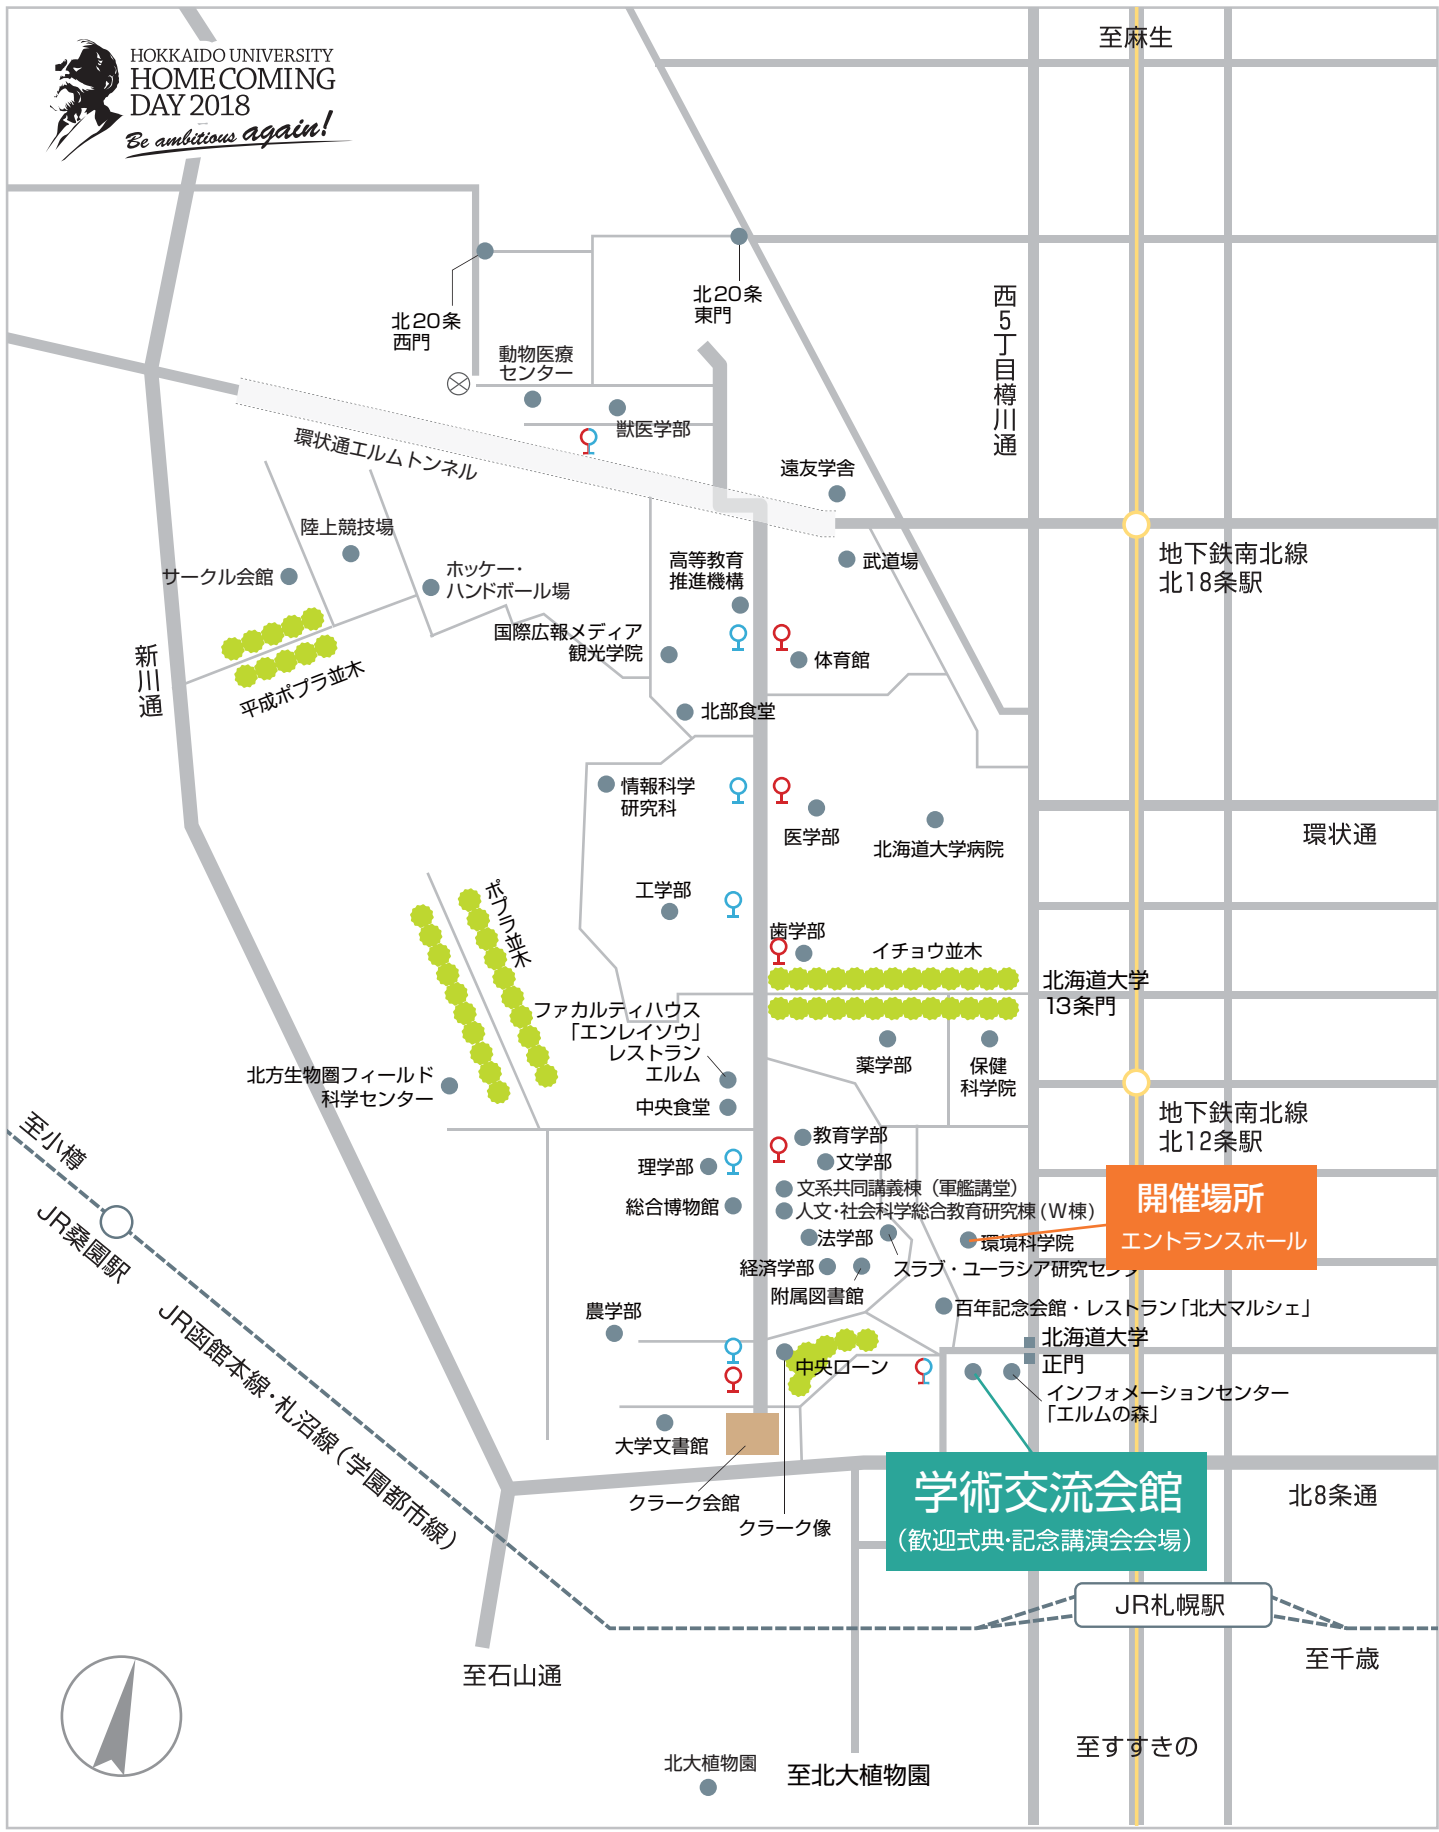 至麻生
HOKKAIDO UNIVERSITY
HOME COMING
DAY 2018
Be ambitious again!
北20条
東門
北20条
西門
西5丁目樽川通
動物医療
センター
獣医学部
環状通エルムトンネル
遠友学舎
陸上競技場
サークル会館
ホッケー・
ハンドボール場
高等教育
推進機構
武道場
地下鉄南北線
北18条駅
国際広報メディア
観光学院
体育館
新川通
平成ポプラ並木
北部食堂
情報科学
研究科
医学部
北海道大学病院
環状通
工学部
ポプラ並木
歯学部
イチョウ並木
北海道大学
13条門
ファカルティハウス
「エンレイソウ」
レストラン
エルム
薬学部
保健
科学院
北方生物圏フィールド
科学センター
中央食堂
地下鉄南北線
北12条駅
至小樽
教育学部
理学部
文学部
文系共同講義棟（軍艦講堂）
総合博物館
人文・社会科学総合教育研究棟(W棟)
開催場所
エントランスホール
JR桑園駅
法学部
環境科学院
経済学部
スラブ・ユーラシア研究セン
附属図書館
農学部
百年記念会館・レストラン「北大マルシェ」
JR函館本線・札沼線(学園都市線)
北海道大学
正門
中央ローン
インフォメーションセンター
「エルムの森」
大学文書館
クラーク会館
クラーク像
学術交流会館
（歓迎式典・記念講演会会場）
北8条通
JR札幌駅
至千歳
至石山通
至すすきの
北大植物園
至北大植物園